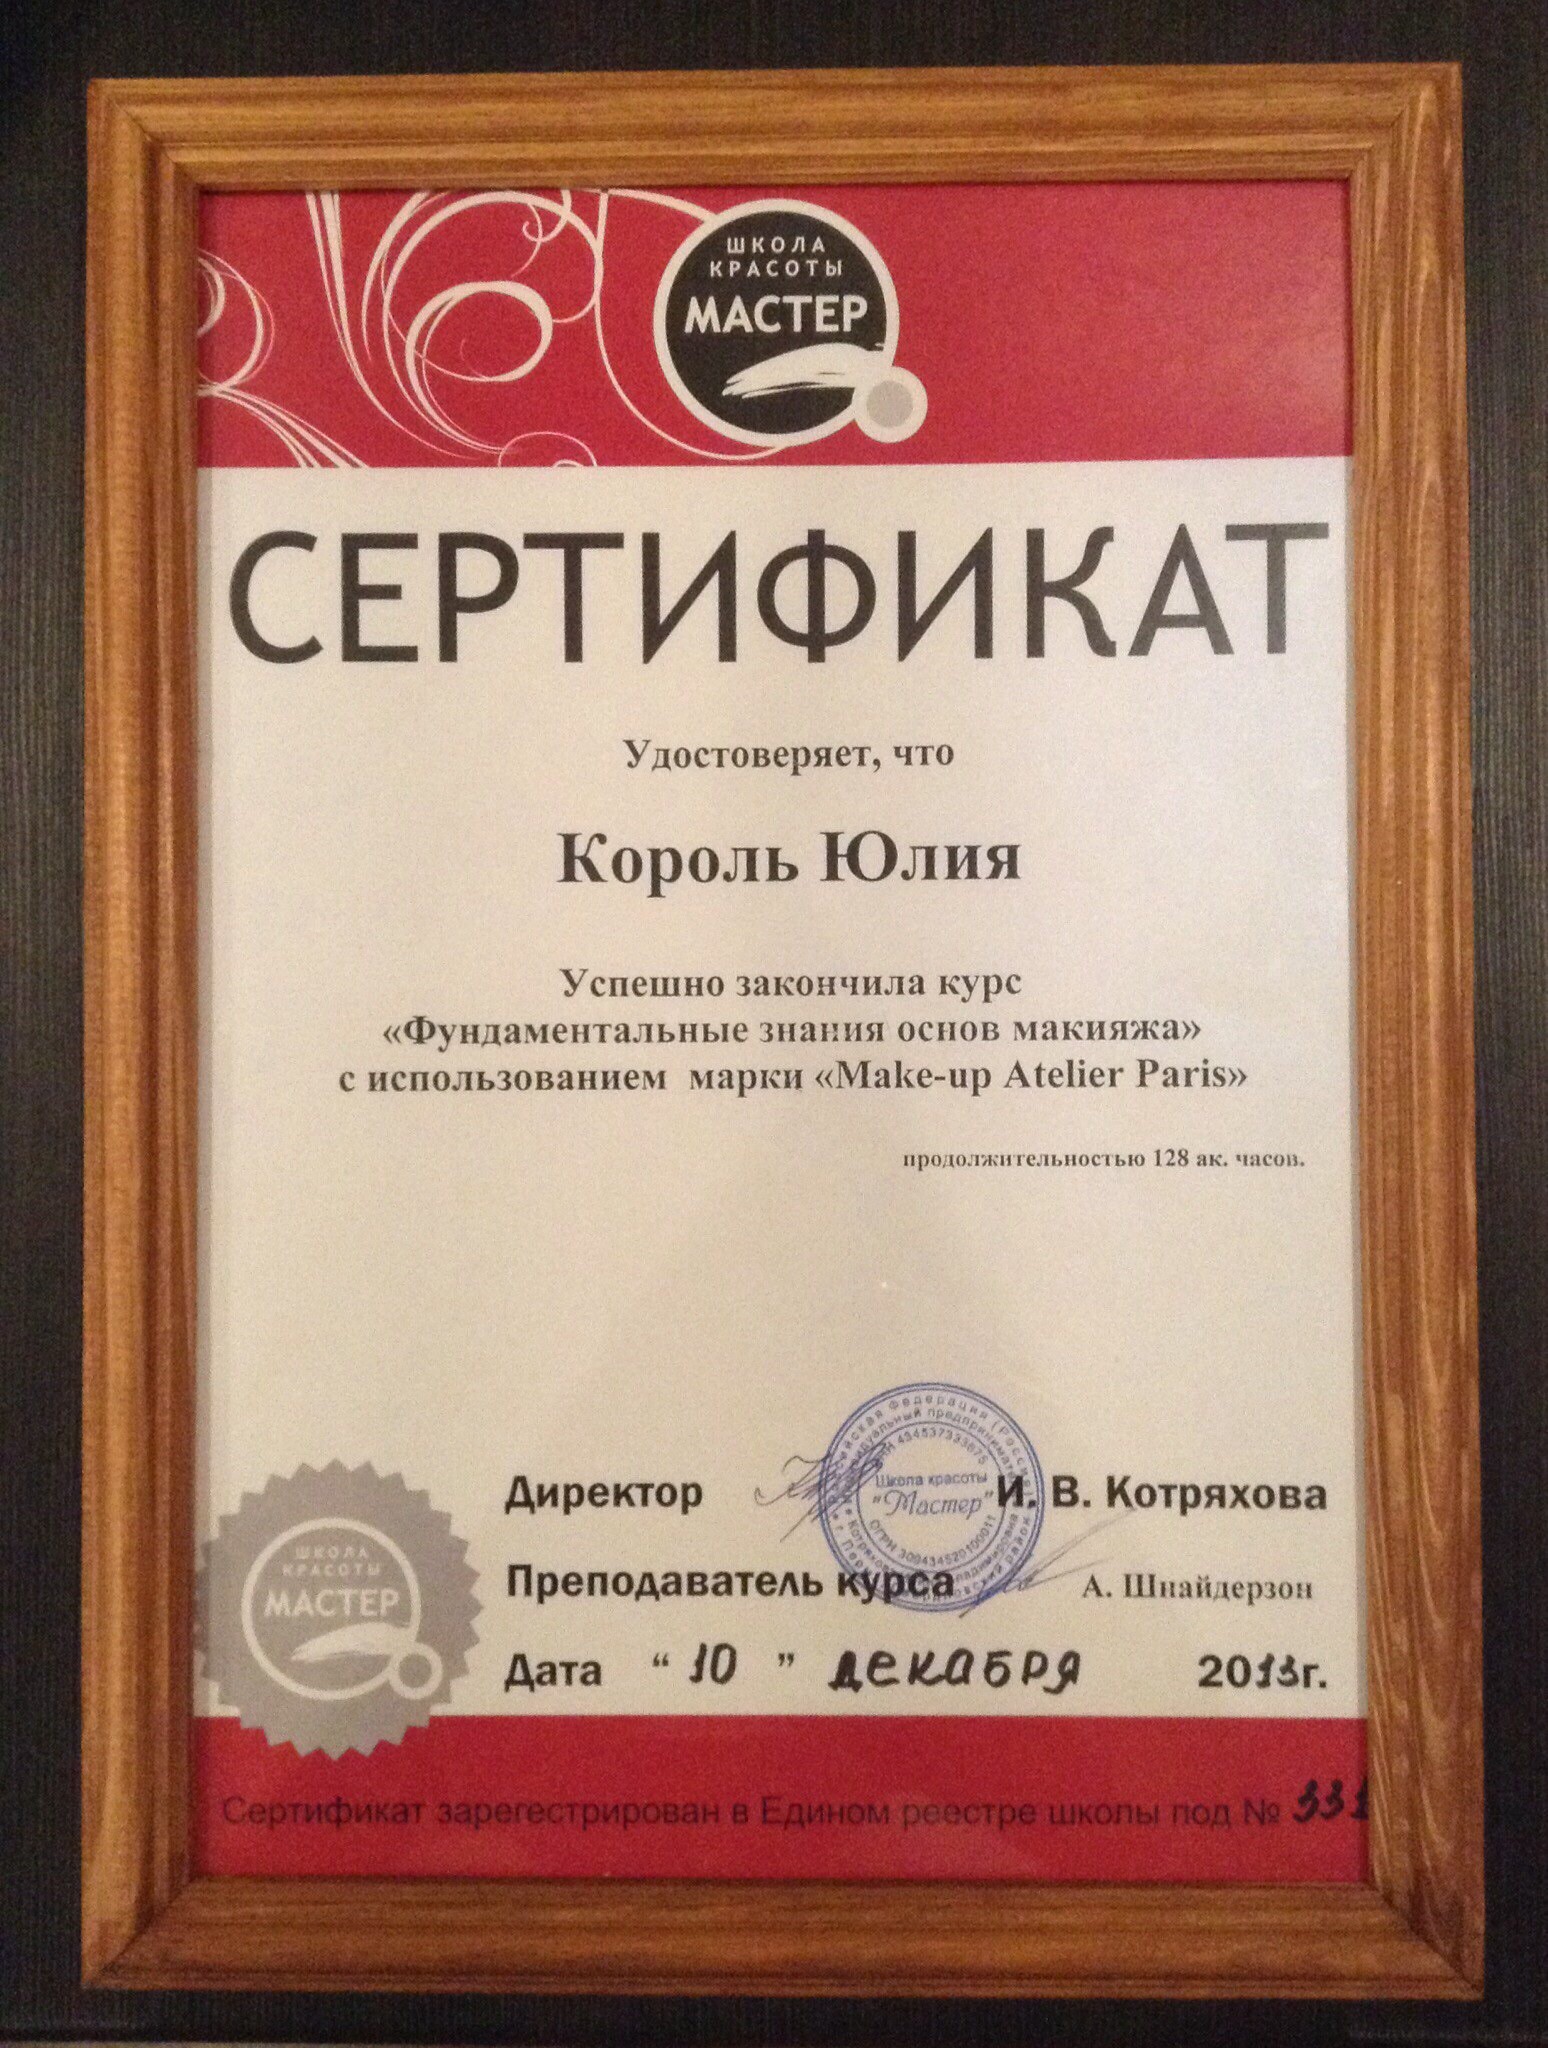 ШКОЛА
КРАСОТЫ
МАСТЕР
СЕРТИФИКАТ
Удостоверяет, что
Король Юлия
Успешно закончила курс
«Фундаментальные знания основ макияжа»
с использованием марки «Make-up Atelier Paris»
продолжительностью 128 ак. часов.
Директор И. В. Котряхова
Школа красоты
"Мастер"
Преподаватель курса А. Шнайдерзон
Дата “ 10 ” декабря 2013г.
ШКОЛА
КРАСОТЫ
МАСТЕР
Сертификат зарегестрирован в Едином реестре школы под № 331